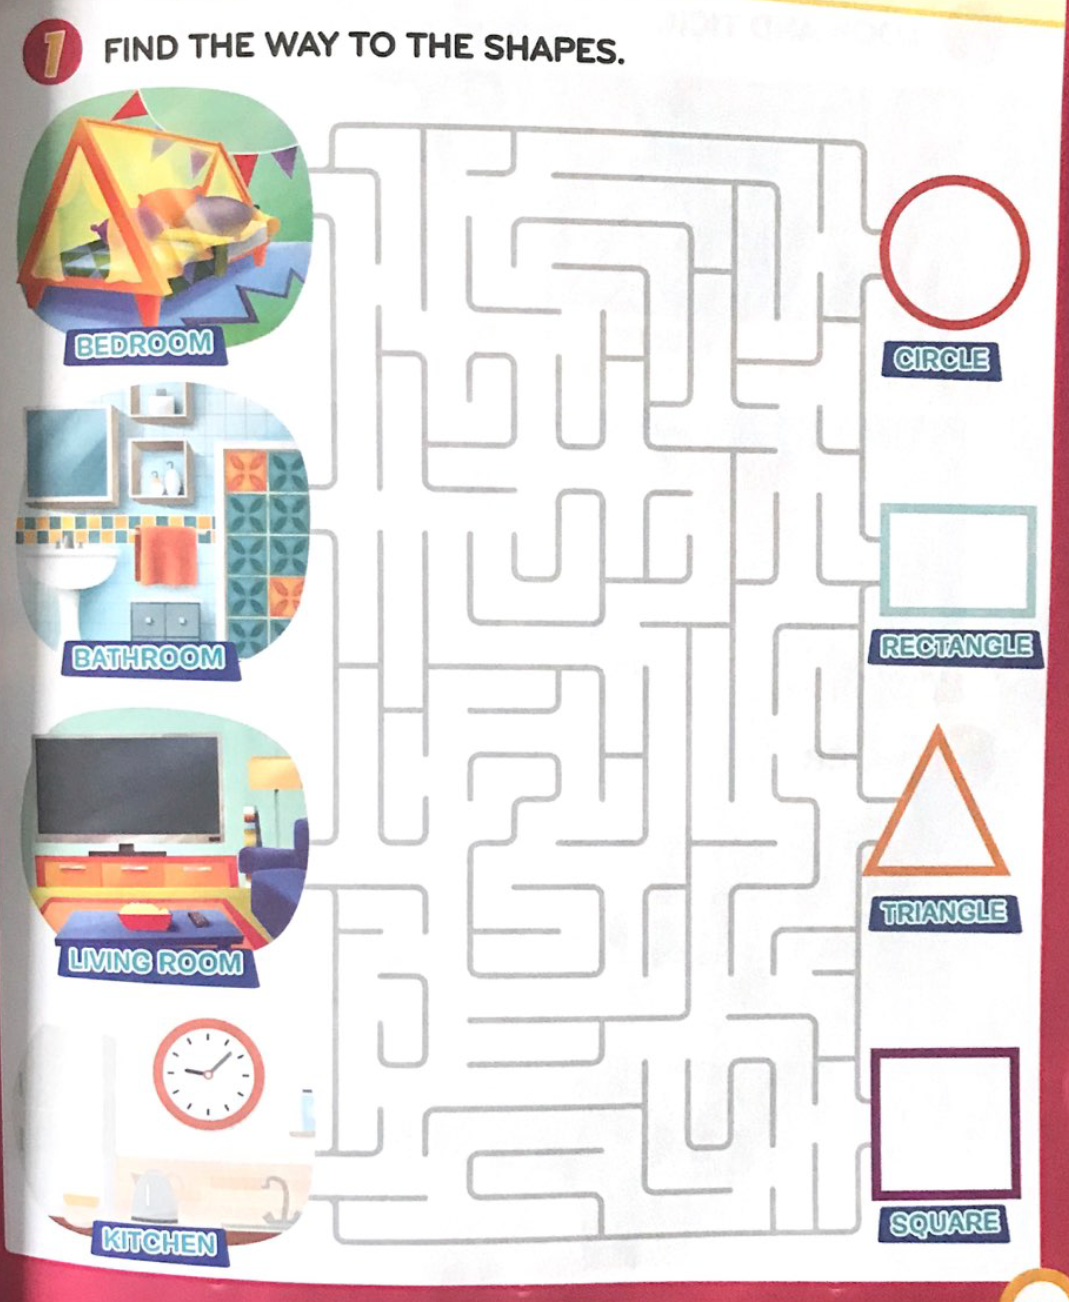 1 FIND THE WAY TO THE SHAPES.
BEDROOM
CIRCLE
BATHROOM
RECTANGLE
LIVING ROOM
TRIANGLE
KITCHEN
SQUARE